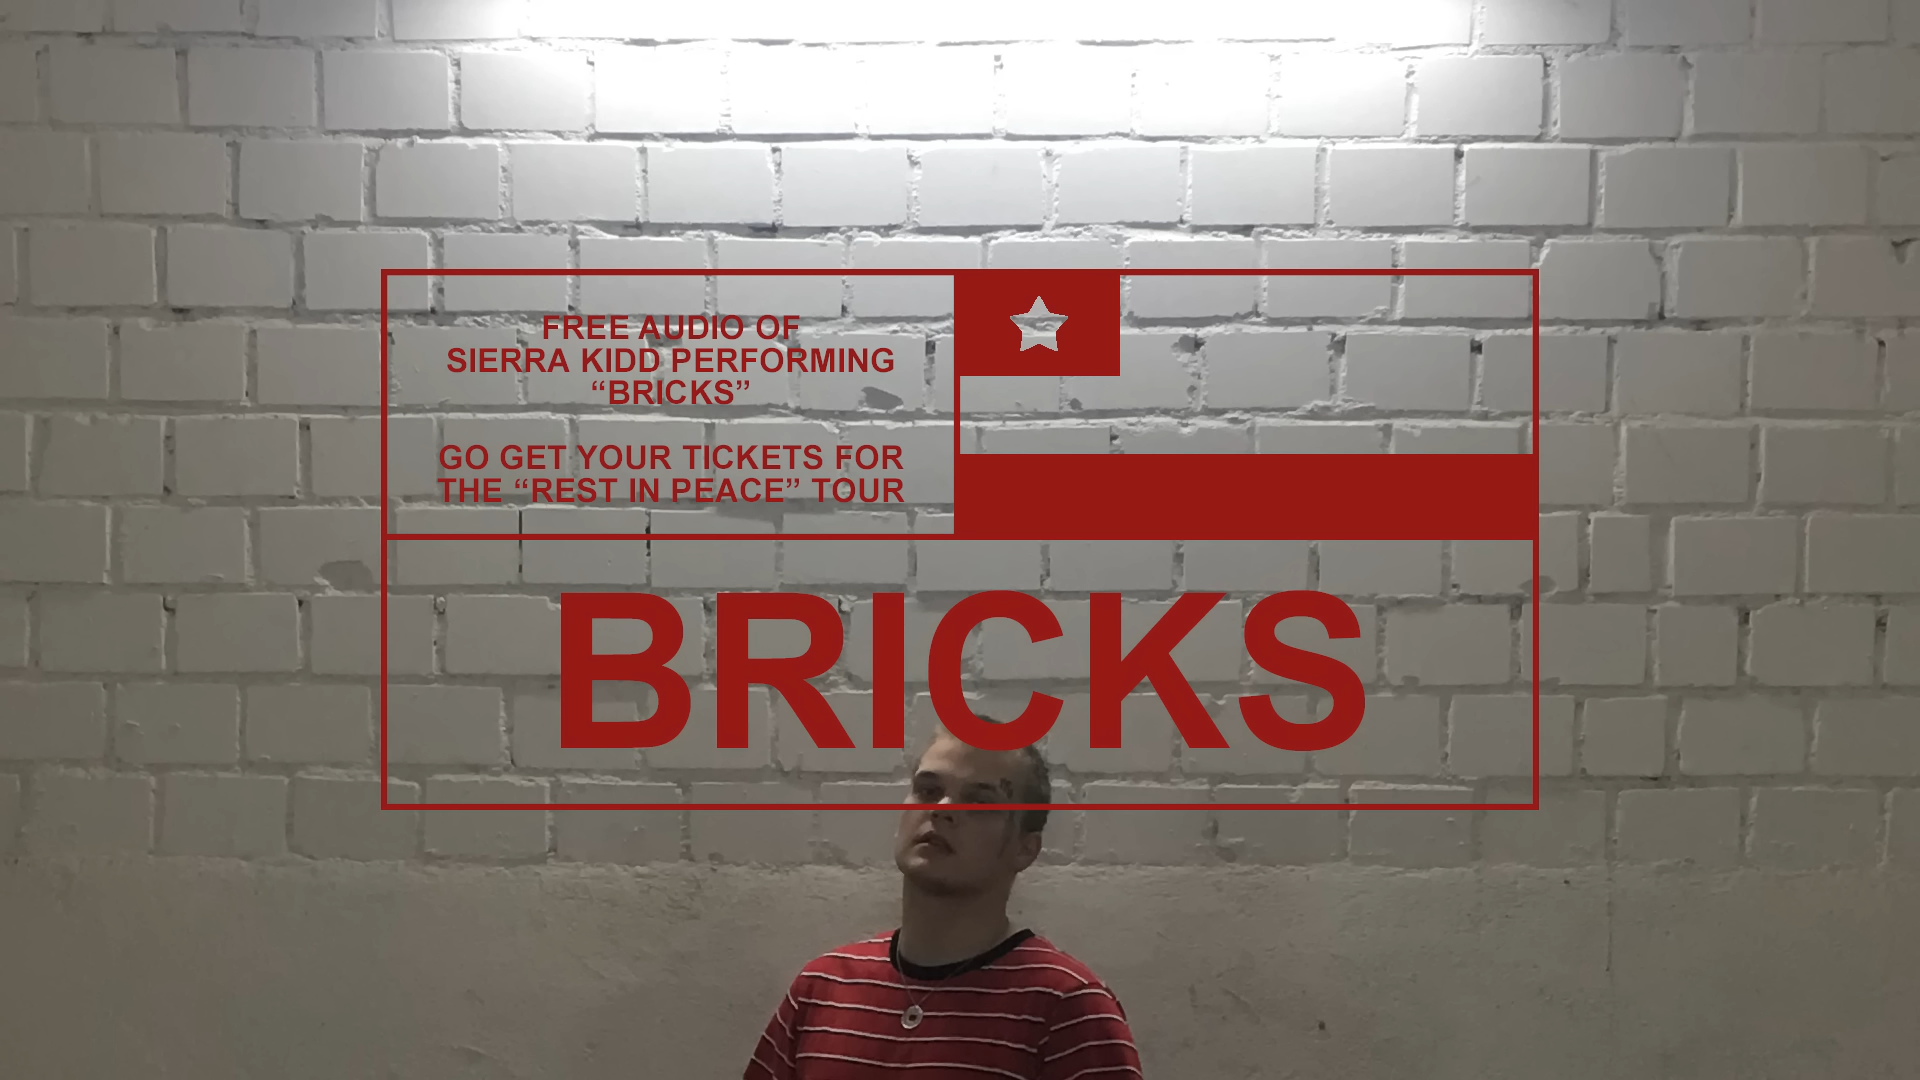 FREE AUDIO OF
SIERRA KIDD PERFORMING
“BRICKS”
GO GET YOUR TICKETS FOR
THE “REST IN PEACE” TOUR
BRICKS